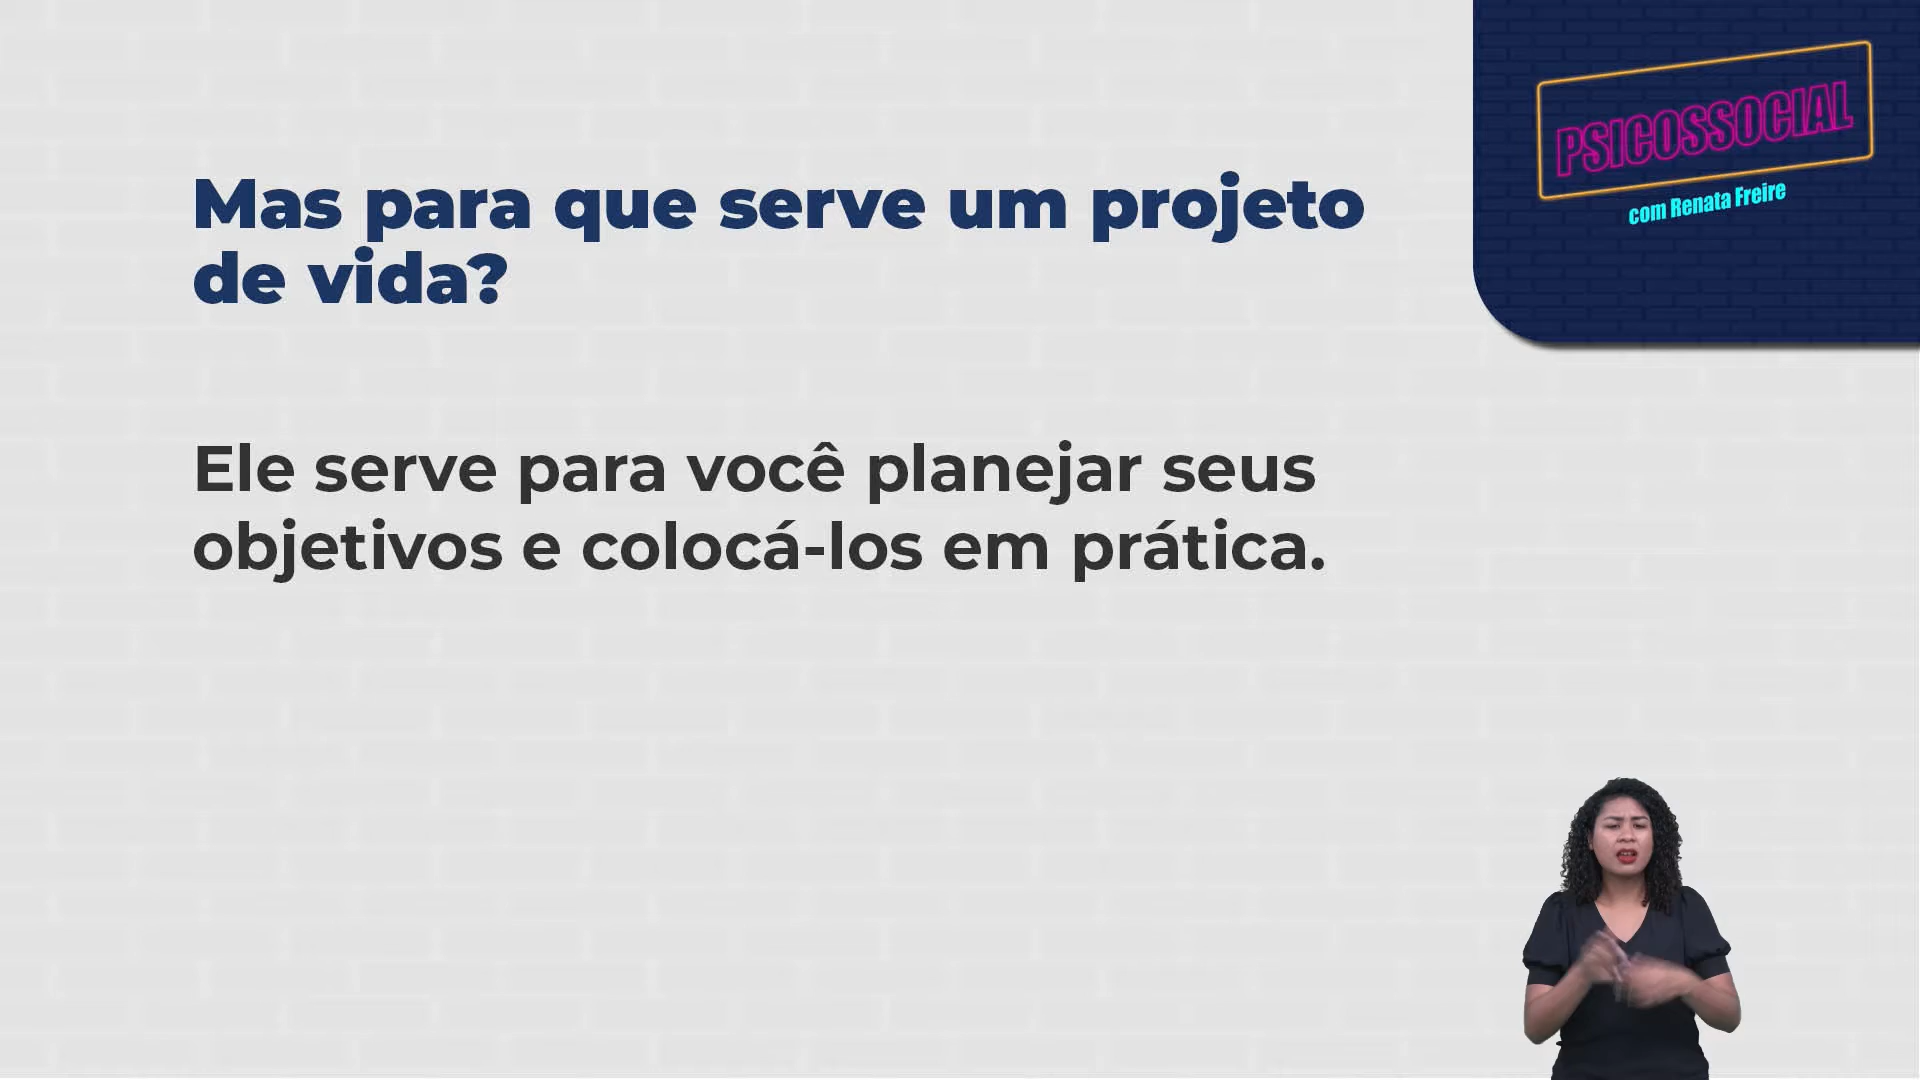 PSICOSSOCIAL
com Renata Freire
Mas para que serve um projeto
de vida?
Ele serve para você planejar seus
objetivos e colocá-los em prática.